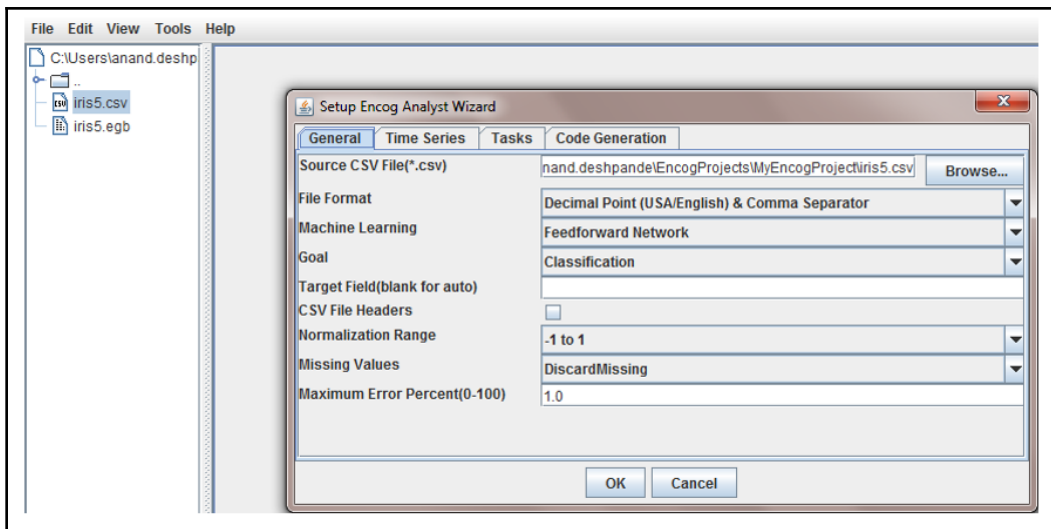 File Edit View Tools Help
C:\Users\anand.deshp
..
iris5.csv
iris5.egb
Setup Encog Analyst Wizard
General Time Series Tasks Code Generation
Source CSV File(*.csv) nand.deshpande\EncogProjects\MyEncogProject\iris5.csv Browse...
File Format Decimal Point (USA/English) & Comma Separator
Machine Learning Feedforward Network
Goal Classification
Target Field(blank for auto)
CSV File Headers
Normalization Range -1 to 1
Missing Values DiscardMissing
Maximum Error Percent(0-100) 1.0
OK Cancel